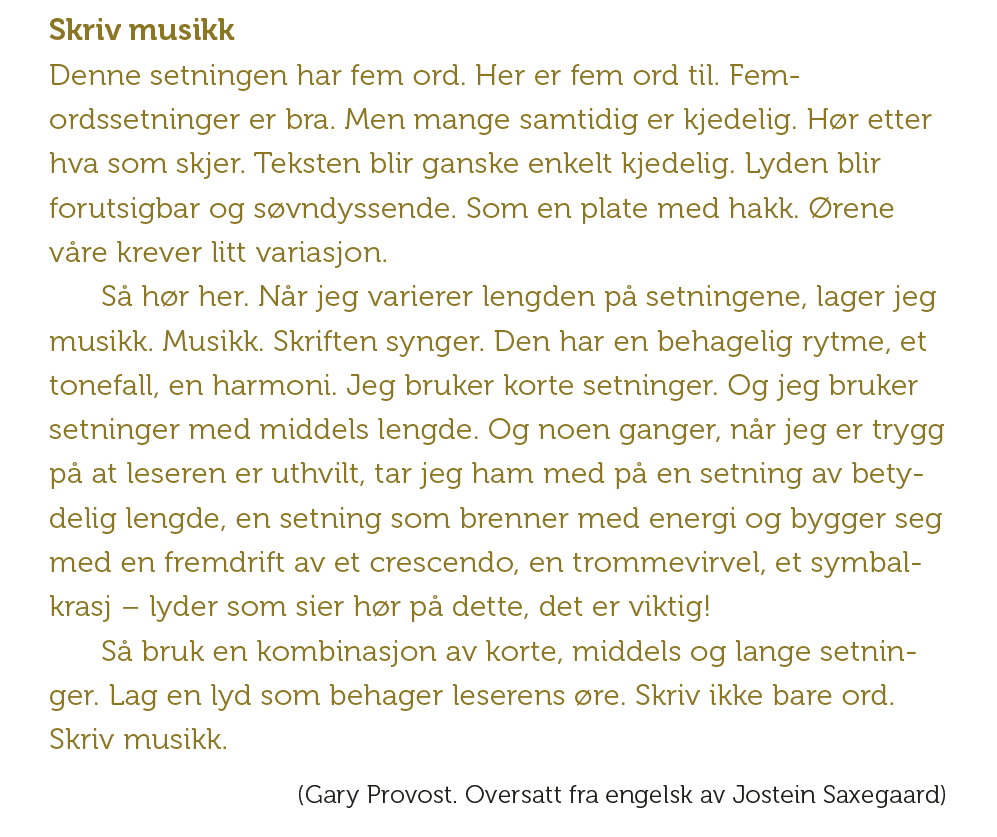 Skriv musikk
Denne setningen har fem ord. Her er fem ord til. Fem-
ordssetninger er bra. Men mange samtidig er kjedelig. Hør etter
hva som skjer. Teksten blir ganske enkelt kjedelig. Lyden blir
forutsigbar og søvndyssende. Som en plate med hakk. Ørene
våre krever litt variasjon.
Så hør her. Når jeg varierer lengden på setningene, lager jeg
musikk. Musikk. Skriften synger. Den har en behagelig rytme, et
tonefall, en harmoni. Jeg bruker korte setninger. Og jeg bruker
setninger med middels lengde. Og noen ganger, når jeg er trygg
på at leseren er uthvilt, tar jeg ham med på en setning av bety-
delig lengde, en setning som brenner med energi og bygger seg
med en fremdrift av et crescendo, en trommevirvel, et symbal-
krasj – lyder som sier hør på dette, det er viktig!
Så bruk en kombinasjon av korte, middels og lange setnin-
ger. Lag en lyd som behager leserens øre. Skriv ikke bare ord.
Skriv musikk.
(Gary Provost. Oversatt fra engelsk av Jostein Saxegaard)